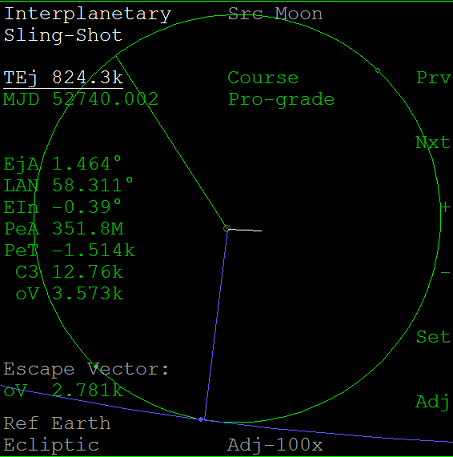 Interplanetary Src Moon
Sling-Shot
TEj 824.3k Course Prv
MJD 52740.002 Pro-grade
Nxt
EjA 1.464°
LAN 58.311° +
EIn -0.39°
PeA 351.8M
PeT -1.514k
C3 12.76k -
oV 3.573k
Set
Escape Vector:
oV 2.781k
Adj
Ref Earth
Ecliptic Adj-100x